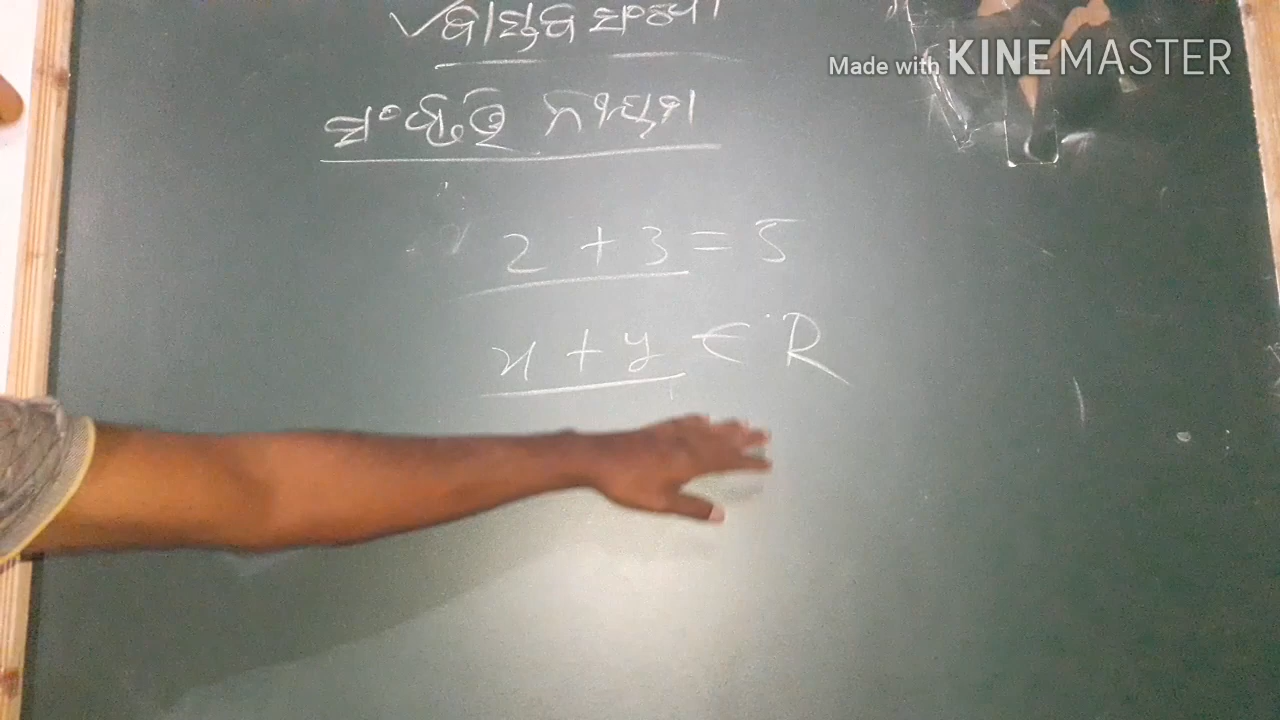 ✓ ବାସ୍ତବ ସଂଖ୍ୟା
Made with KINEMASTER
ସଂବୃତ୍ତି ନିୟମ
2 + 3 = 5
x + y ∈ R